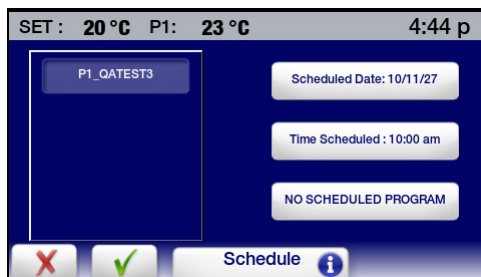 SET : 20 °C P1: 23 °C 4:44 p
P1_QATEST3
Scheduled Date: 10/11/27
Time Scheduled : 10:00 am
NO SCHEDULED PROGRAM
Schedule i